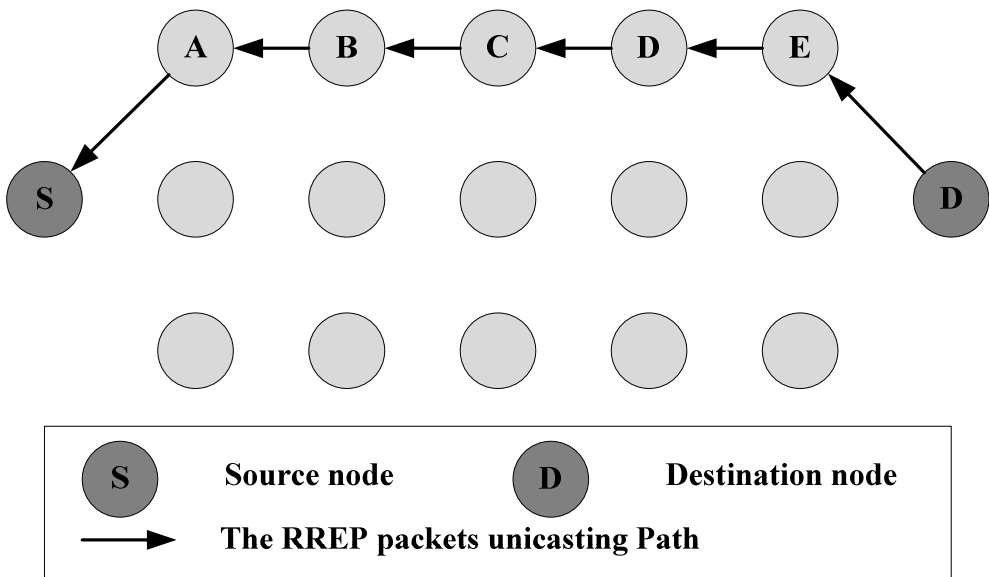 A B C D E
S D
S Source node D Destination node
The RREP packets unicasting Path